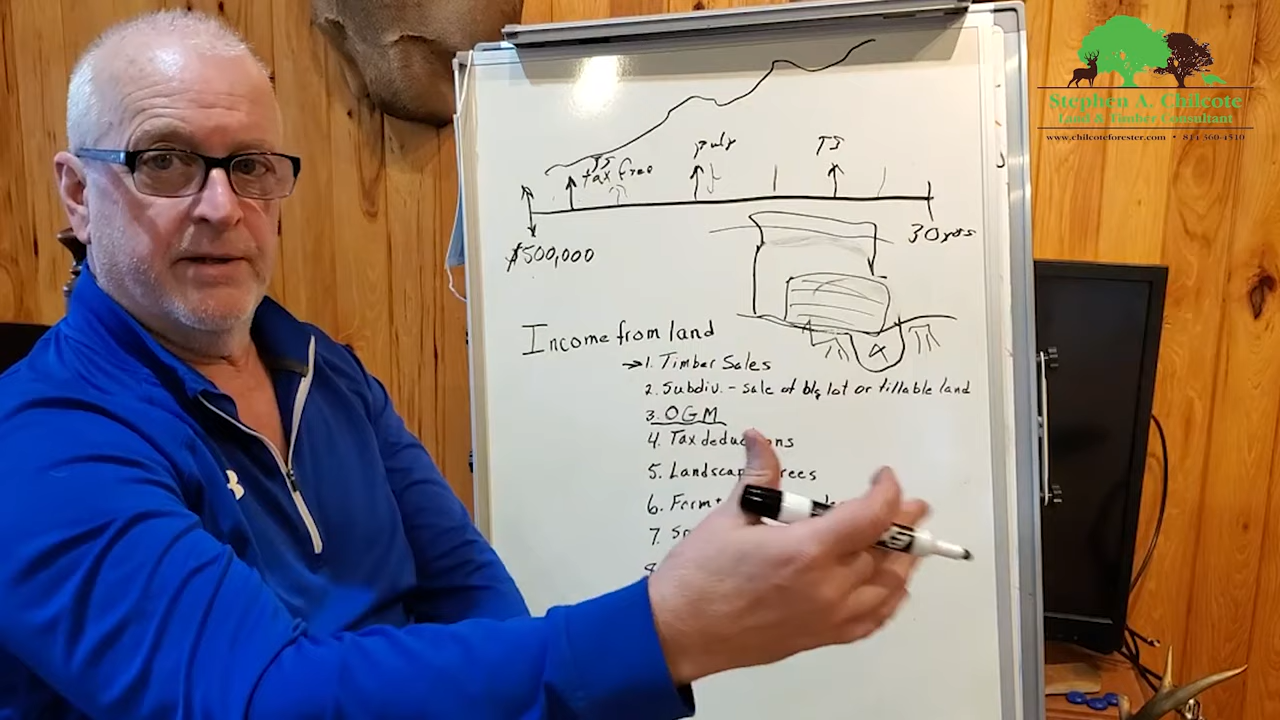 Stephen A. Chilcote
Land & Timber Consultant
www.chilcoteforester.com • 814-360-4510
TS
tax free
pulp
TS
$500,000
30 yrs
Income from land
1. Timber Sales
2. Subdiv. - sale of blg lot or tillable land
3. OGM
4. Tax deductions
5. Landscape trees
6. Farm
7.